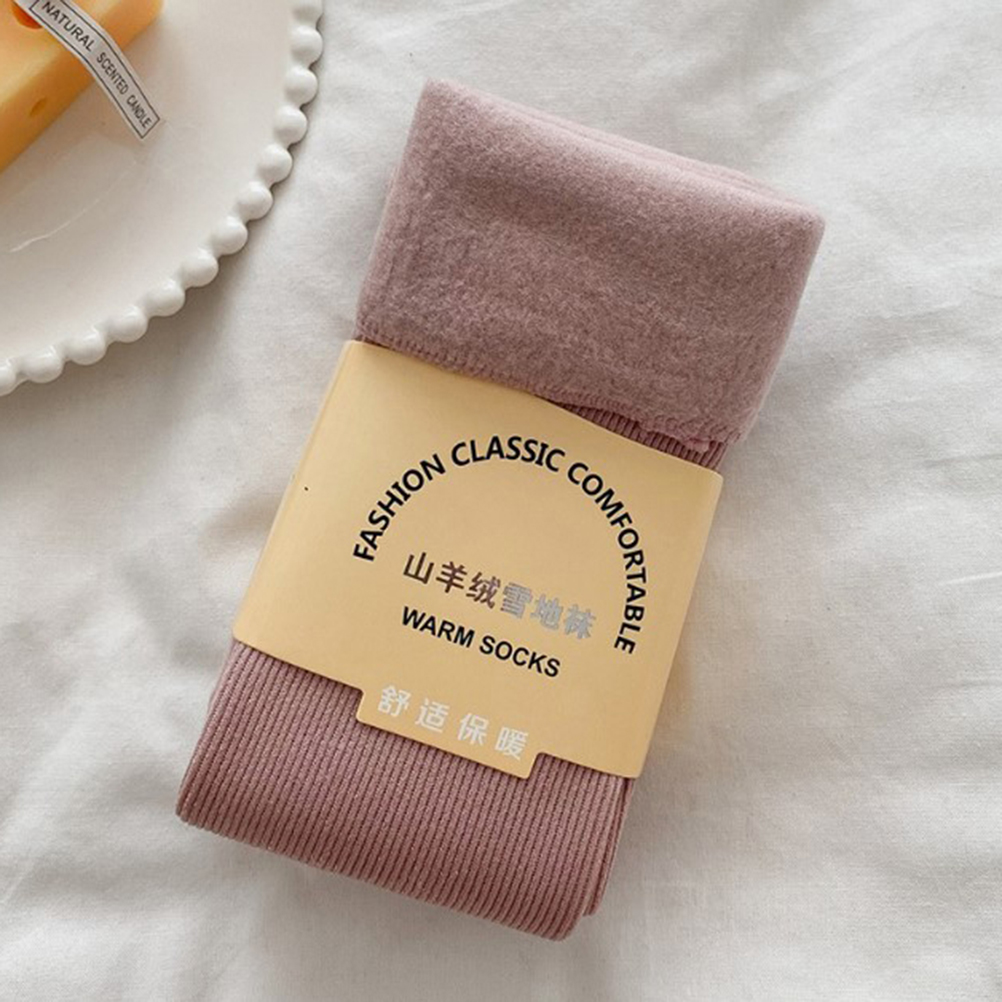 NATURAL SCENTED CANDLE
FASHION CLASSIC COMFORTABLE
山羊绒雪地袜
WARM SOCKS
舒适保暖